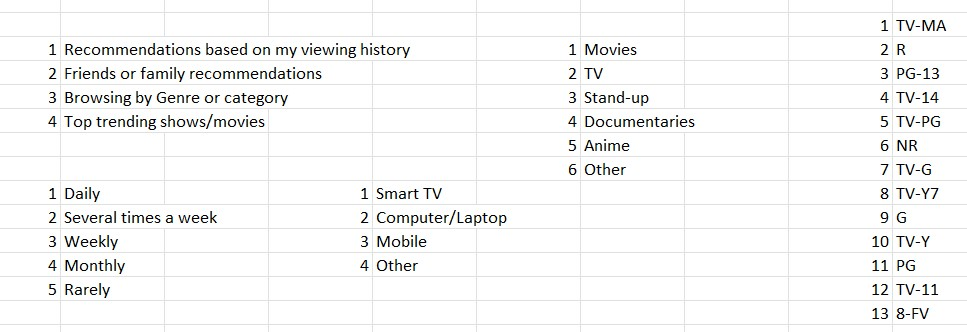 1 TV-MA
1 Recommendations based on my viewing history 1 Movies 2 R
2 Friends or family recommendations 2 TV 3 PG-13
3 Browsing by Genre or category 3 Stand-up 4 TV-14
4 Top trending shows/movies 4 Documentaries 5 TV-PG
5 Anime 6 NR
6 Other 7 TV-G
1 Daily 1 Smart TV 8 TV-Y7
2 Several times a week 2 Computer/Laptop 9 G
3 Weekly 3 Mobile 10 TV-Y
4 Monthly 4 Other 11 PG
5 Rarely 12 TV-11
13 8-FV